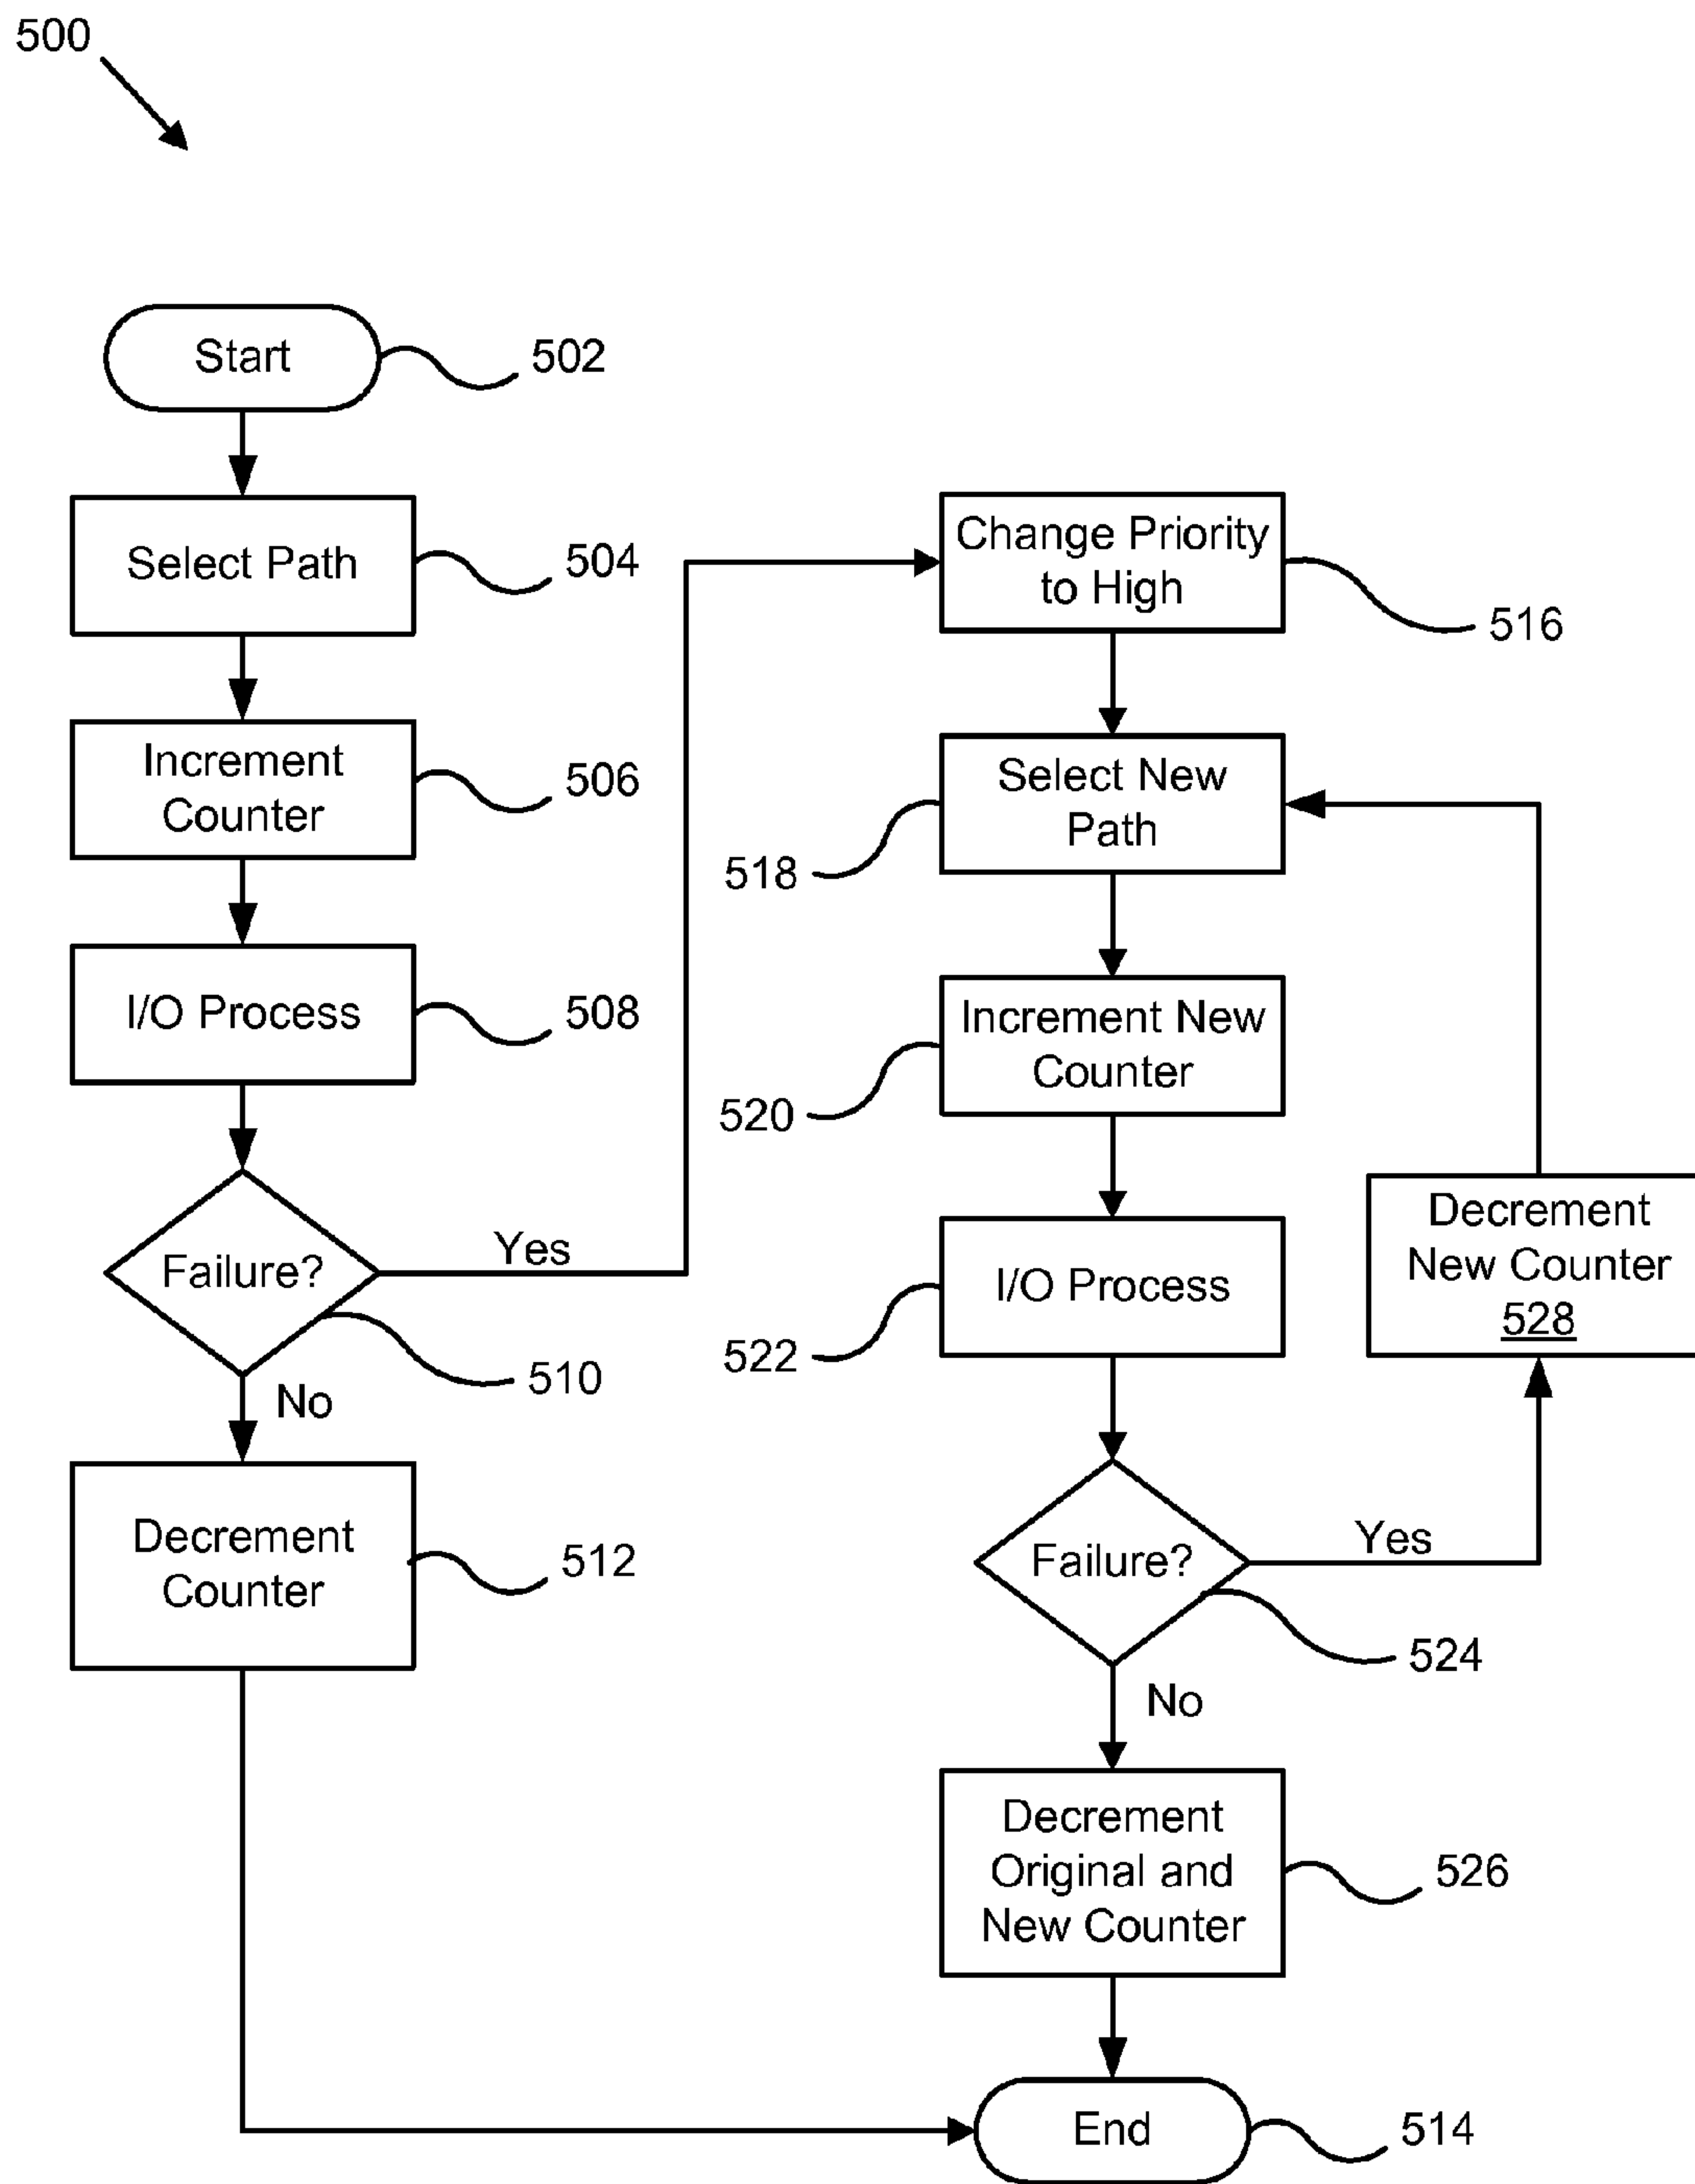 500
Start
502
Select Path
504
Increment
Counter
506
I/O Process
508
Failure?
Yes
510
No
Decrement
Counter
512
Change Priority
to High
516
Select New
Path
518
Increment New
Counter
520
I/O Process
522
Decrement
New Counter
528
Failure?
Yes
524
No
Decrement
Original and
New Counter
526
End
514